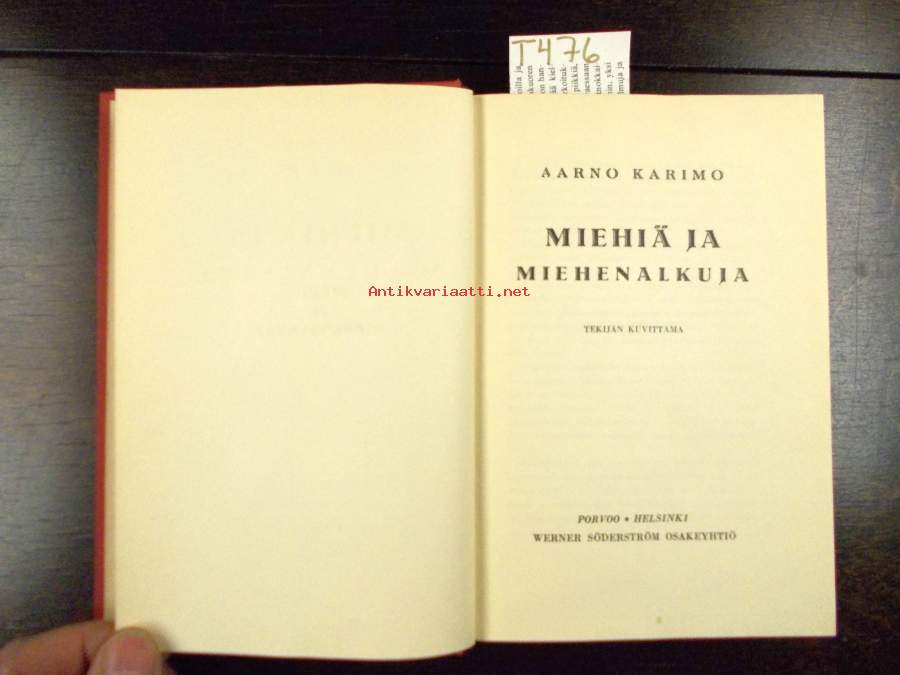 T476
AARNO KARIMO
MIEHIÄ JA
MIEHENALKUJA
Antikvariaatti.net
TEKIJÄN KUVITTAMA
PORVOO • HELSINKI
WERNER SÖDERSTRÖM OSAKEYHTIÖ